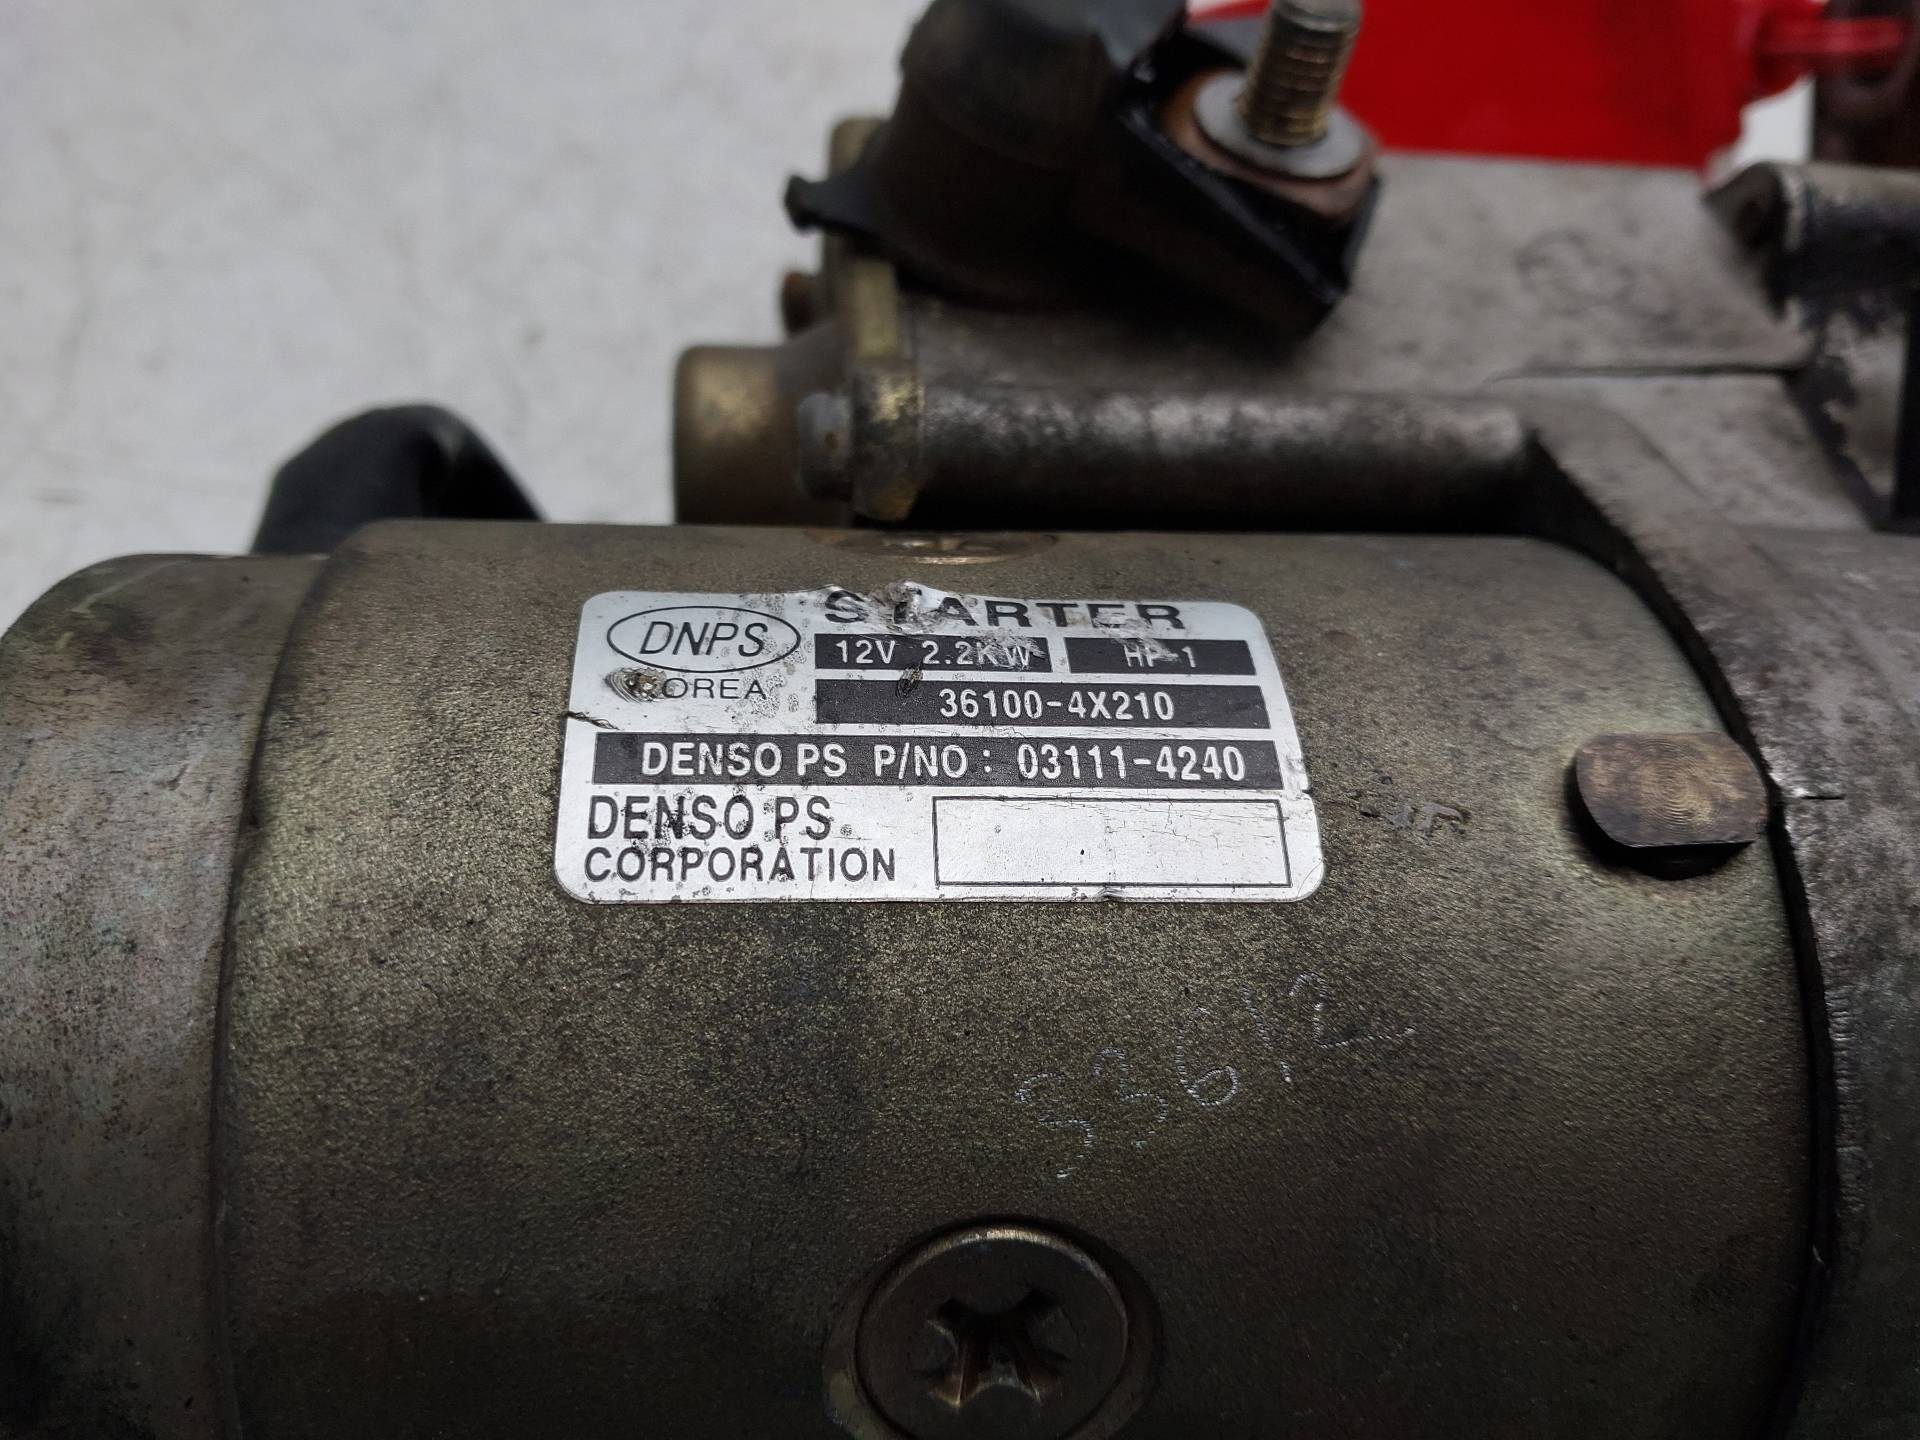 STARTER
DNPS
12V 2.2KW HP-1
KOREA
36100-4X210
DENSO PS P/NO: 03111-4240
DENSO PS
CORPORATION